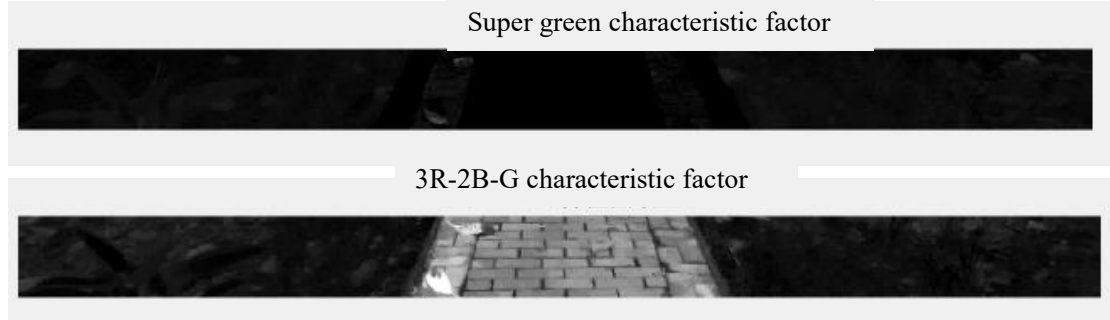 Super green characteristic factor
3R-2B-G characteristic factor